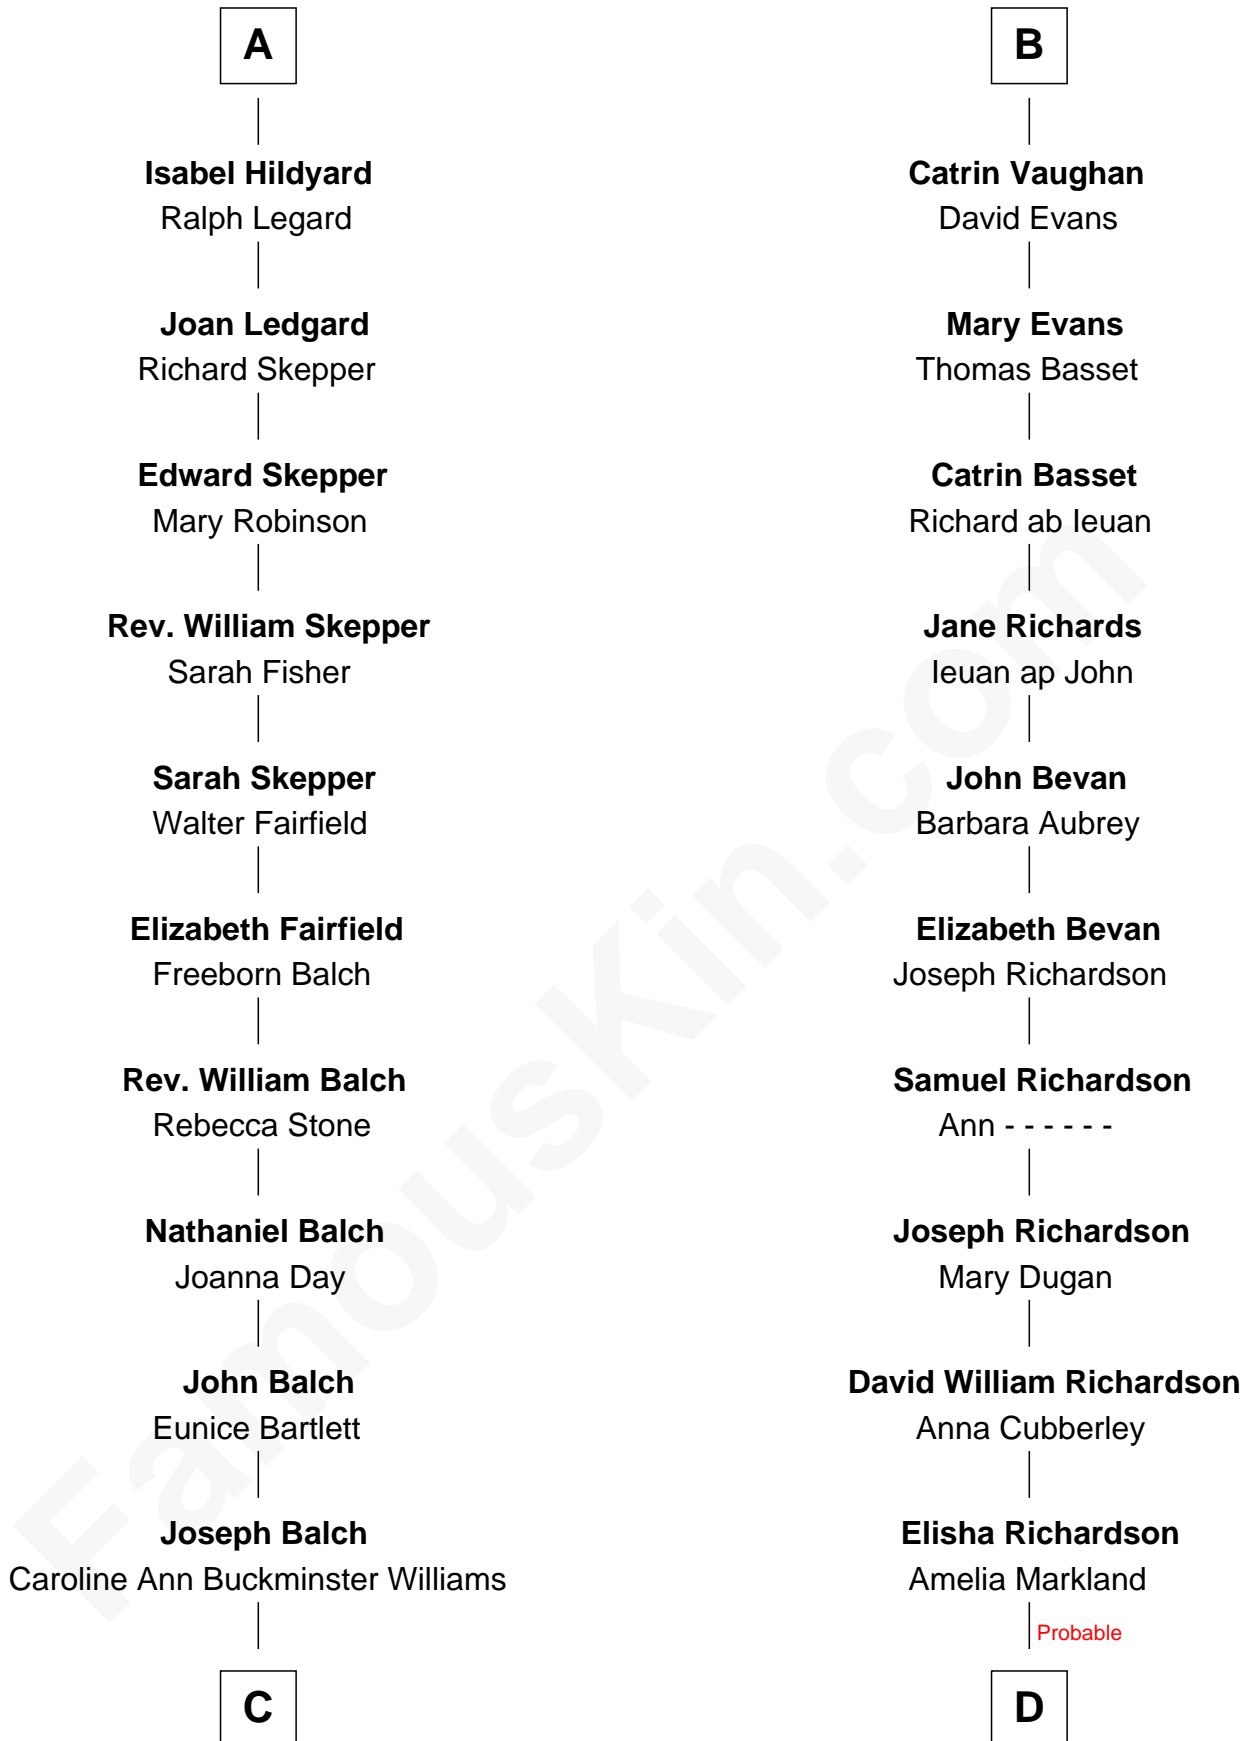 A
Isabel Hildyard
Ralph Legard
Joan Ledgard
Richard Skepper
Edward Skepper
Mary Robinson
Rev. William Skepper
Sarah Fisher
Sarah Skepper
Walter Fairfield
Elizabeth Fairfield
Freeborn Balch
Rev. William Balch
Rebecca Stone
Nathaniel Balch
Joanna Day
John Balch
Eunice Bartlett
Joseph Balch
Caroline Ann Buckminster Williams
C
B
Catrin Vaughan
David Evans
Mary Evans
Thomas Basset
Catrin Basset
Richard ab Ieuan
Jane Richards
Ieuan ap John
John Bevan
Barbara Aubrey
Elizabeth Bevan
Joseph Richardson
Samuel Richardson
Ann - - - - - -
Joseph Richardson
Mary Dugan
David William Richardson
Anna Cubberley
Elisha Richardson
Amelia Markland
Probable
D
FamousKin.com